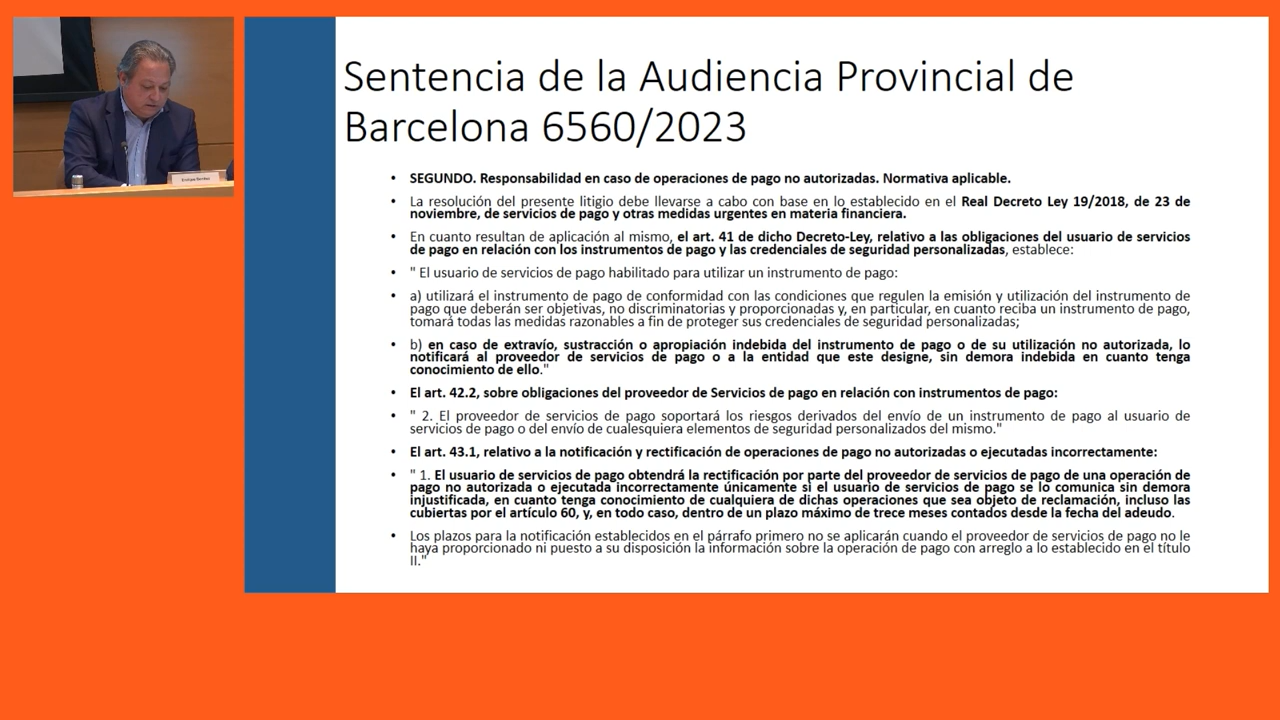 Sentencia de la Audiencia Provincial de
Barcelona 6560/2023
• SEGUNDO. Responsabilidad en caso de operaciones de pago no autorizadas. Normativa aplicable.
• La resolución del presente litigio debe llevarse a cabo con base en lo establecido en el Real Decreto Ley 19/2018, de 23 de
noviembre, de servicios de pago y otras medidas urgentes en materia financiera.
• En cuanto resultan de aplicación al mismo, el art. 41 de dicho Decreto-Ley, relativo a las obligaciones del usuario de servicios
de pago en relación con los instrumentos de pago y las credenciales de seguridad personalizadas, establece:
• " El usuario de servicios de pago habilitado para utilizar un instrumento de pago:
• a) utilizará el instrumento de pago de conformidad con las condiciones que regulen la emisión y utilización del instrumento de
pago que deberán ser objetivas, no discriminatorias y proporcionadas y, en particular, en cuanto reciba un instrumento de pago,
tomará todas las medidas razonables a fin de proteger sus credenciales de seguridad personalizadas;
• b) en caso de extravío, sustracción o apropiación indebida del instrumento de pago o de su utilización no autorizada, lo
notificará al proveedor de servicios de pago o a la entidad que este designe, sin demora indebida en cuanto tenga
conocimiento de ello."
• El art. 42.2, sobre obligaciones del proveedor de Servicios de pago en relación con instrumentos de pago:
• " 2. El proveedor de servicios de pago soportará los riesgos derivados del envío de un instrumento de pago al usuario de
servicios de pago o del envío de cualesquiera elementos de seguridad personalizados del mismo."
• El art. 43.1, relativo a la notificación y rectificación de operaciones de pago no autorizadas o ejecutadas incorrectamente:
• " 1. El usuario de servicios de pago obtendrá la rectificación por parte del proveedor de servicios de pago de una operación de
pago no autorizada o ejecutada incorrectamente únicamente si el usuario de servicios de pago se lo comunica sin demora
injustificada, en cuanto tenga conocimiento de cualquiera de dichas operaciones que sea objeto de reclamación, incluso las
cubiertas por el artículo 60, y, en todo caso, dentro de un plazo máximo de trece meses contados desde la fecha del adeudo.
• Los plazos para la notificación establecidos en el párrafo primero no se aplicarán cuando el proveedor de servicios de pago no le
haya proporcionado ni puesto a su disposición la información sobre la operación de pago con arreglo a lo establecido en el título
II."